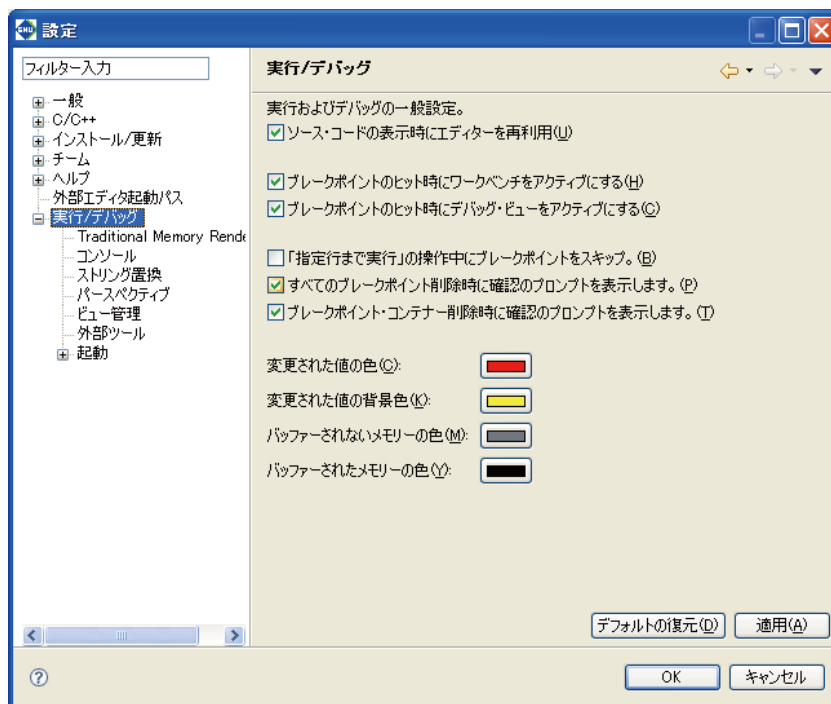 設定
フィルター入力
一般
C/C++
インストール/更新
チーム
ヘルプ
外部エディタ起動パス
実行/デバッグ
Traditional Memory Rende
コンソール
ストリング置換
パースペクティブ
ビュー管理
外部ツール
起動
実行/デバッグ
実行およびデバッグの一般設定。
ソース・コードの表示時にエディターを再利用(U)
ブレークポイントのヒット時にワークベンチをアクティブにする(H)
ブレークポイントのヒット時にデバッグ・ビューをアクティブにする(C)
「指定行まで実行」の操作中にブレークポイントをスキップ。(B)
すべてのブレークポイント削除時に確認のプロンプトを表示します。(P)
ブレークポイント・コンテナー削除時に確認のプロンプトを表示します。(T)
変更された値の色(C):
変更された値の背景色(K):
バッファーされないメモリーの色(M):
バッファーされたメモリーの色(Y):
デフォルトの復元(D) 適用(A)
OK キャンセル